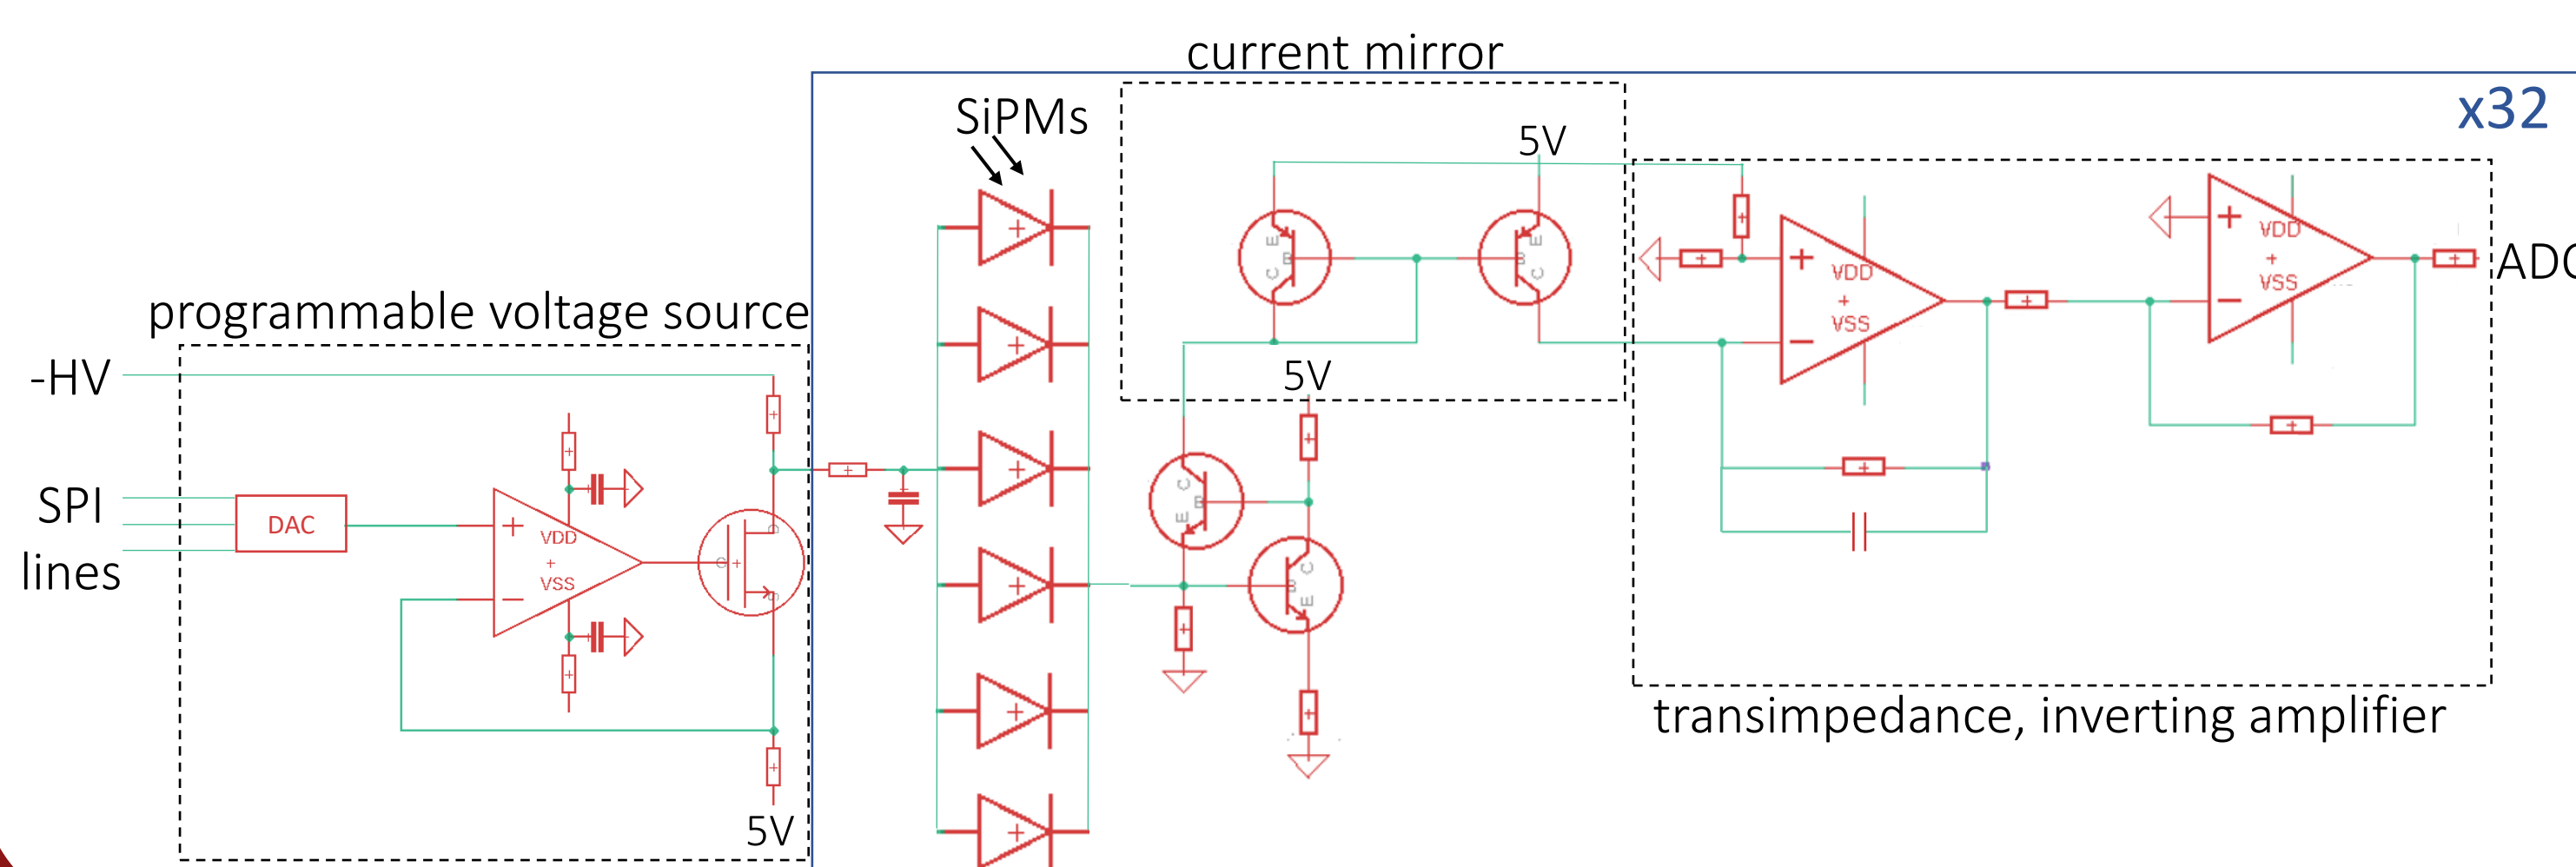 current mirror
x32
SiPMs
5V
E
B
C
E
B
C
+
VDD
+
VSS
−
+
VDD
+
VSS
−
ADC
programmable voltage source
-HV
5V
SPI
lines
DAC
+
VDD
+
VSS
−
G
D
S
C
B
E
C
B
E
transimpedance, inverting amplifier
5V